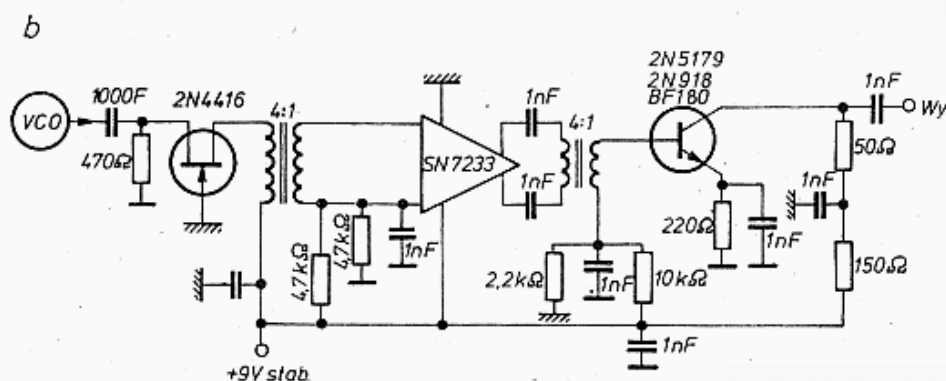 b
VCO
1000F
470Ω
2N4416
4:1
4,7kΩ
4,7kΩ
1nF
SN7233
1nF
1nF
4:1
2,2kΩ
1nF
10kΩ
1nF
2N5179
2N918
BF180
220Ω
1nF
1nF
Wy
50Ω
1nF
150Ω
+9V stab.